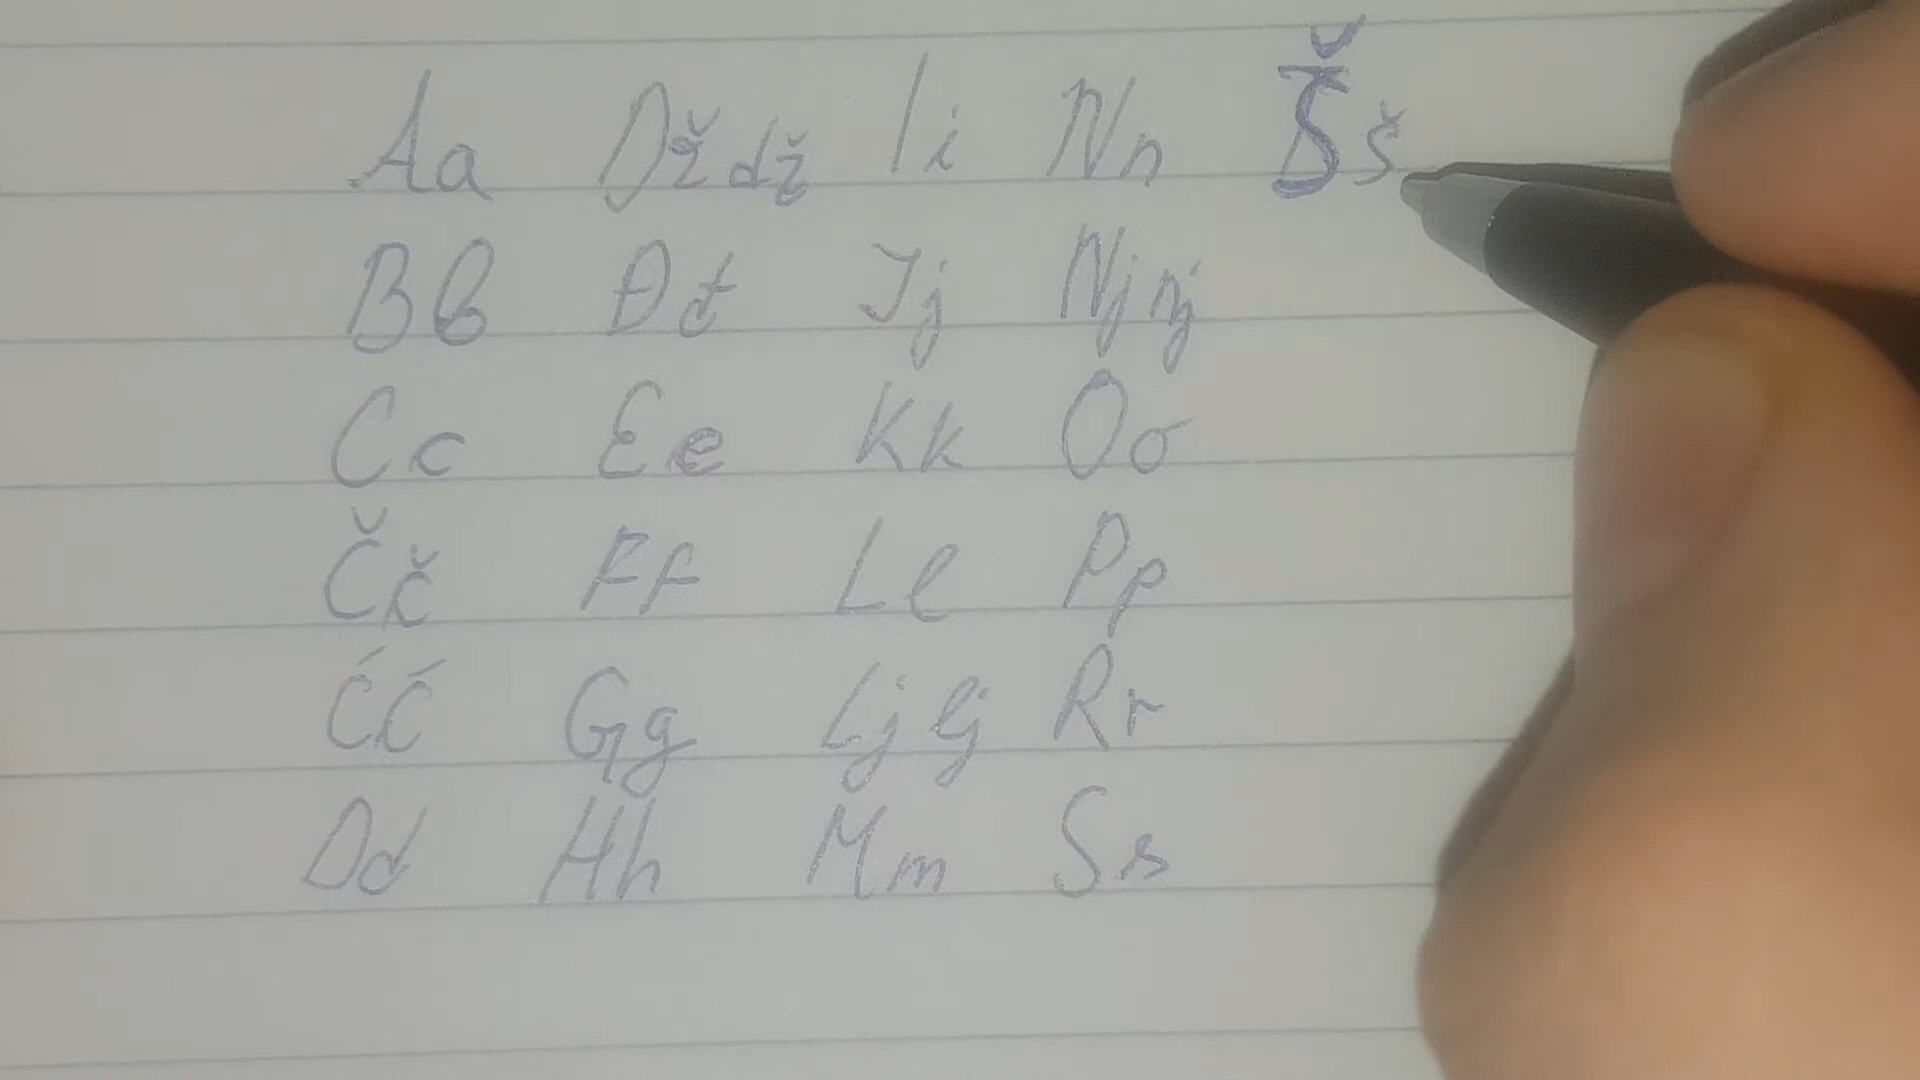 Aa Dždž Ii Nn Šš
Bb Đđ Jj Njnj
Cc Ee Kk Oo
Čč Ff Ll Pp
Ćć Gg Ljlj Rr
Dd Hh Mm Ss